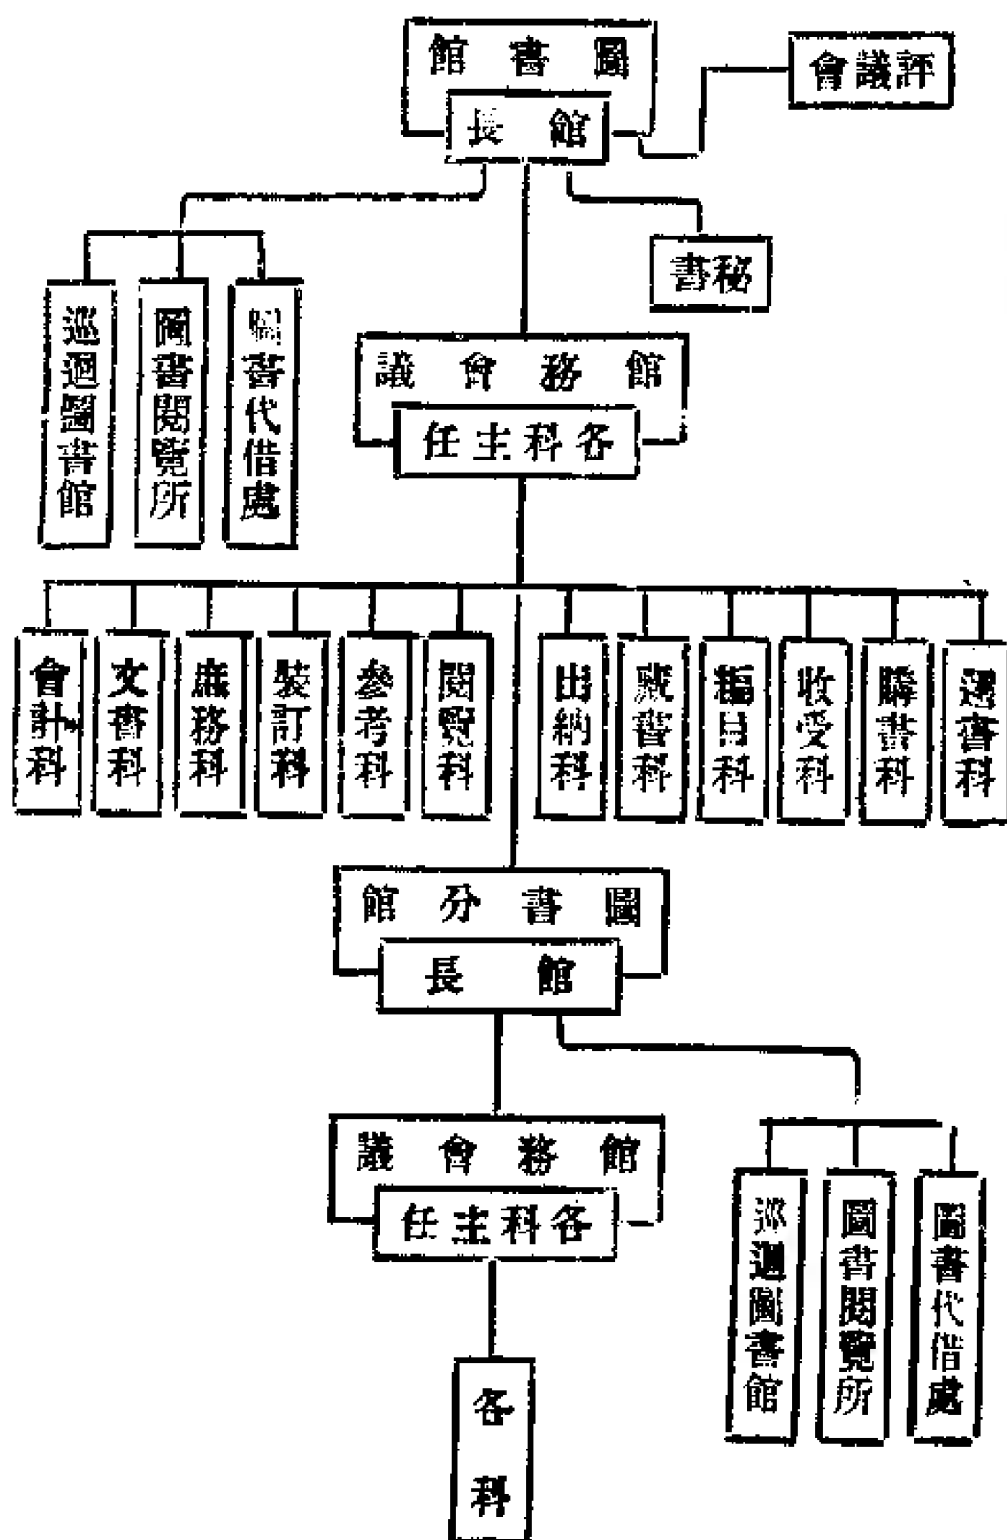 圖書館
館長
評議會
秘書
圖書代借處
圖書閱覽所
巡迴圖書館
館務會議
各科主任
選書科
購書科
收受科
編目科
藏書科
出納科
閱覽科
參考科
裝訂科
庶務科
文書科
會計科
圖書分館
館長
館務會議
各科主任
圖書代借處
圖書閱覽所
巡迴圖書館
各科